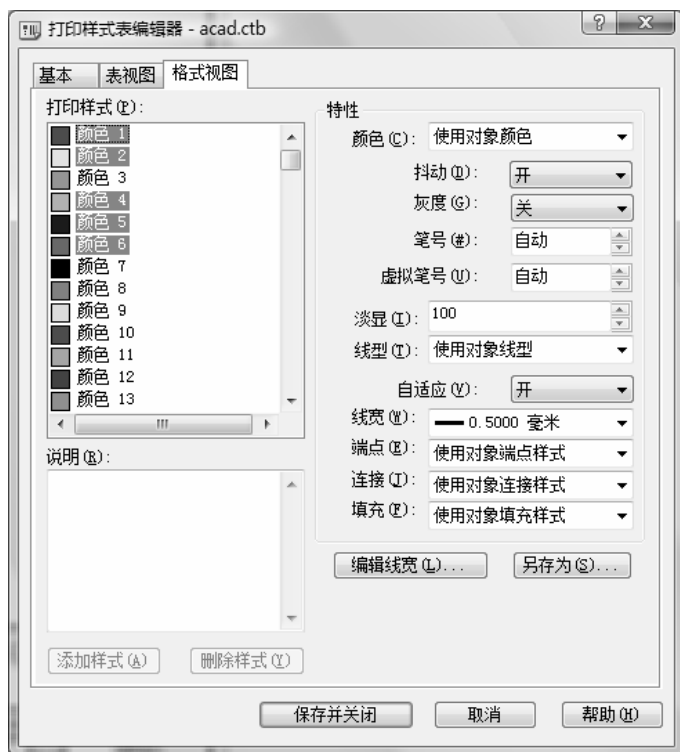 打印样式表编辑器 - acad.ctb
基本 表视图 格式视图
打印样式(P):
颜色 1
颜色 2
颜色 3
颜色 4
颜色 5
颜色 6
颜色 7
颜色 8
颜色 9
颜色 10
颜色 11
颜色 12
颜色 13
说明(R):
添加样式(A) 删除样式(Y)
特性
颜色(C): 使用对象颜色
抖动(D): 开
灰度(G): 关
笔号(#): 自动
虚拟笔号(U): 自动
淡显(I): 100
线型(T): 使用对象线型
自适应(V): 开
线宽(W): 0.5000 毫米
端点(E): 使用对象端点样式
连接(J): 使用对象连接样式
填充(F): 使用对象填充样式
编辑线宽(L)... 另存为(S)...
保存并关闭 取消 帮助(H)